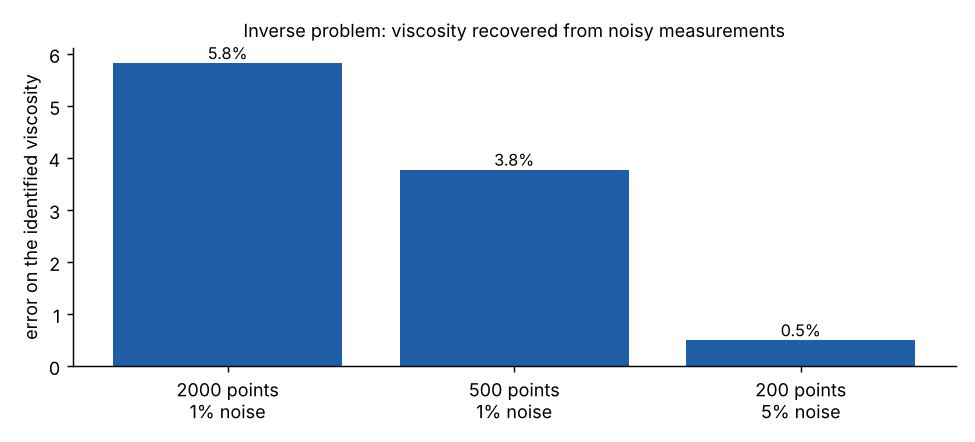 Inverse problem: viscosity recovered from noisy measurements
error on the identified viscosity
6
5
4
3
2
1
0
5.8%
3.8%
0.5%
2000 points
1% noise
500 points
1% noise
200 points
5% noise